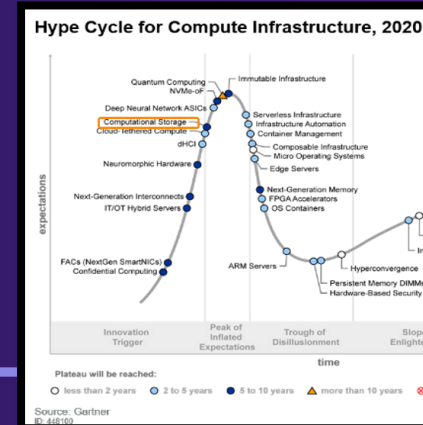 Hype Cycle for Compute Infrastructure, 2020
Quantum Computing
Immutable Infrastructure
NVMe-oF
Deep Neural Network ASICs
Computational Storage
Cloud-Tethered Compute
dHCI
Neuromorphic Hardware
Next-Generation Interconnects
IT/OT Hybrid Servers
FACs (NextGen SmartNICs)
Confidential Computing
Serverless Infrastructure
Infrastructure Automation
Container Management
Composable Infrastructure
Micro Operating Systems
Edge Servers
Next-Generation Memory
FPGA Accelerators
OS Containers
ARM Servers
Hyperconvergence
Persistent Memory DIMMs
Hardware-Based Security
expectations
Innovation
Trigger
Peak of
Inflated
Expectations
Trough of
Disillusionment
time
Plateau will be reached:
less than 2 years 2 to 5 years 5 to 10 years more than 10 years
Source: Gartner
ID: 448100